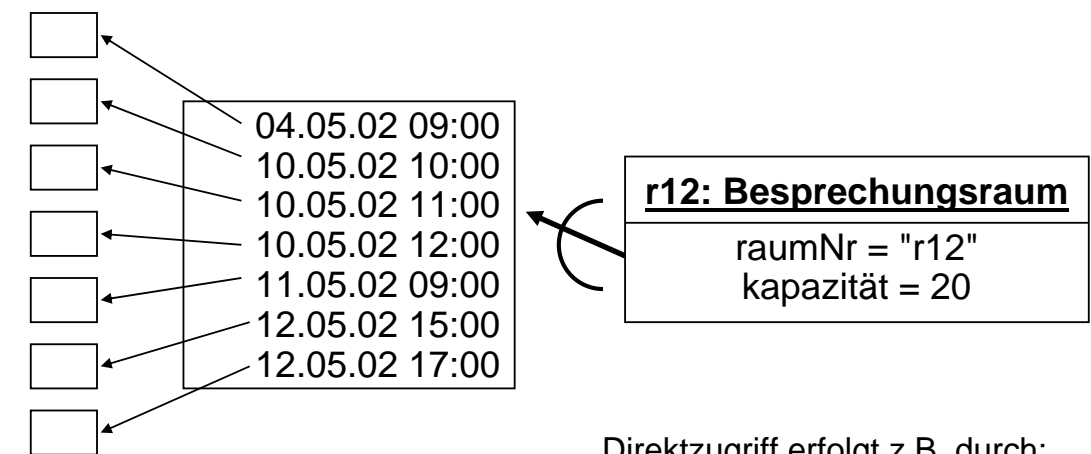 04.05.02 09:00
10.05.02 10:00
10.05.02 11:00
10.05.02 12:00
11.05.02 09:00
12.05.02 15:00
12.05.02 17:00
r12: Besprechungsraum
raumNr = "r12"
kapazität = 20
Direktzugriff erfolgt z.B. durch: